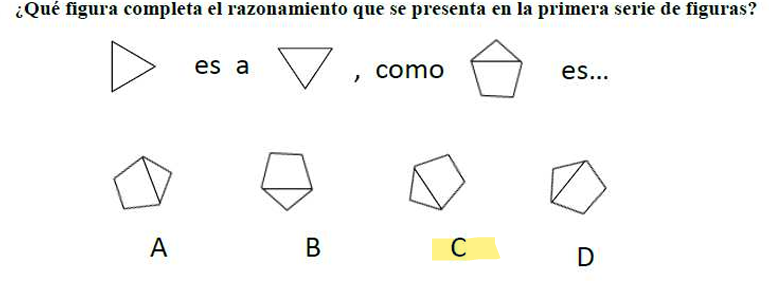 ¿Qué figura completa el razonamiento que se presenta en la primera serie de figuras?
es a , como es...
A B C D